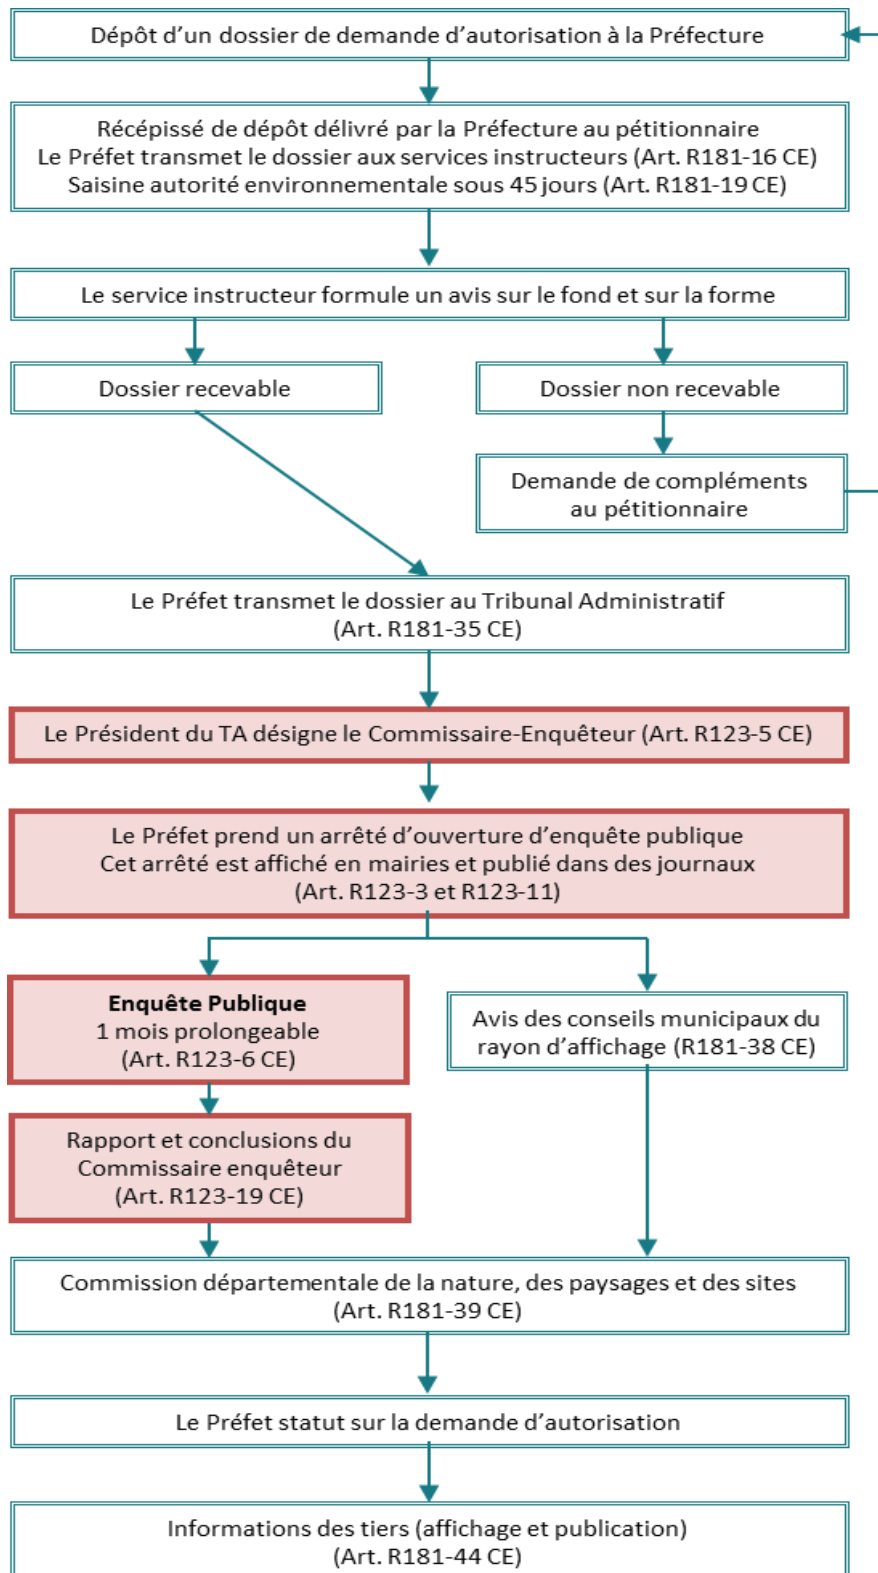 Dépôt d’un dossier de demande d’autorisation à la Préfecture
Récépissé de dépôt délivré par la Préfecture au pétitionnaire
Le Préfet transmet le dossier aux services instructeurs (Art. R181-16 CE)
Saisine autorité environnementale sous 45 jours (Art. R181-19 CE)
Le service instructeur formule un avis sur le fond et sur la forme
Dossier recevable
Dossier non recevable
Demande de compléments
au pétitionnaire
Le Préfet transmet le dossier au Tribunal Administratif
(Art. R181-35 CE)
Le Président du TA désigne le Commissaire-Enquêteur (Art. R123-5 CE)
Le Préfet prend un arrêté d’ouverture d’enquête publique
Cet arrêté est affiché en mairies et publié dans des journaux
(Art. R123-3 et R123-11)
Enquête Publique
1 mois prolongeable
(Art. R123-6 CE)
Avis des conseils municipaux du
rayon d’affichage (R181-38 CE)
Rapport et conclusions du
Commissaire enquêteur
(Art. R123-19 CE)
Commission départementale de la nature, des paysages et des sites
(Art. R181-39 CE)
Le Préfet statut sur la demande d’autorisation
Informations des tiers (affichage et publication)
(Art. R181-44 CE)